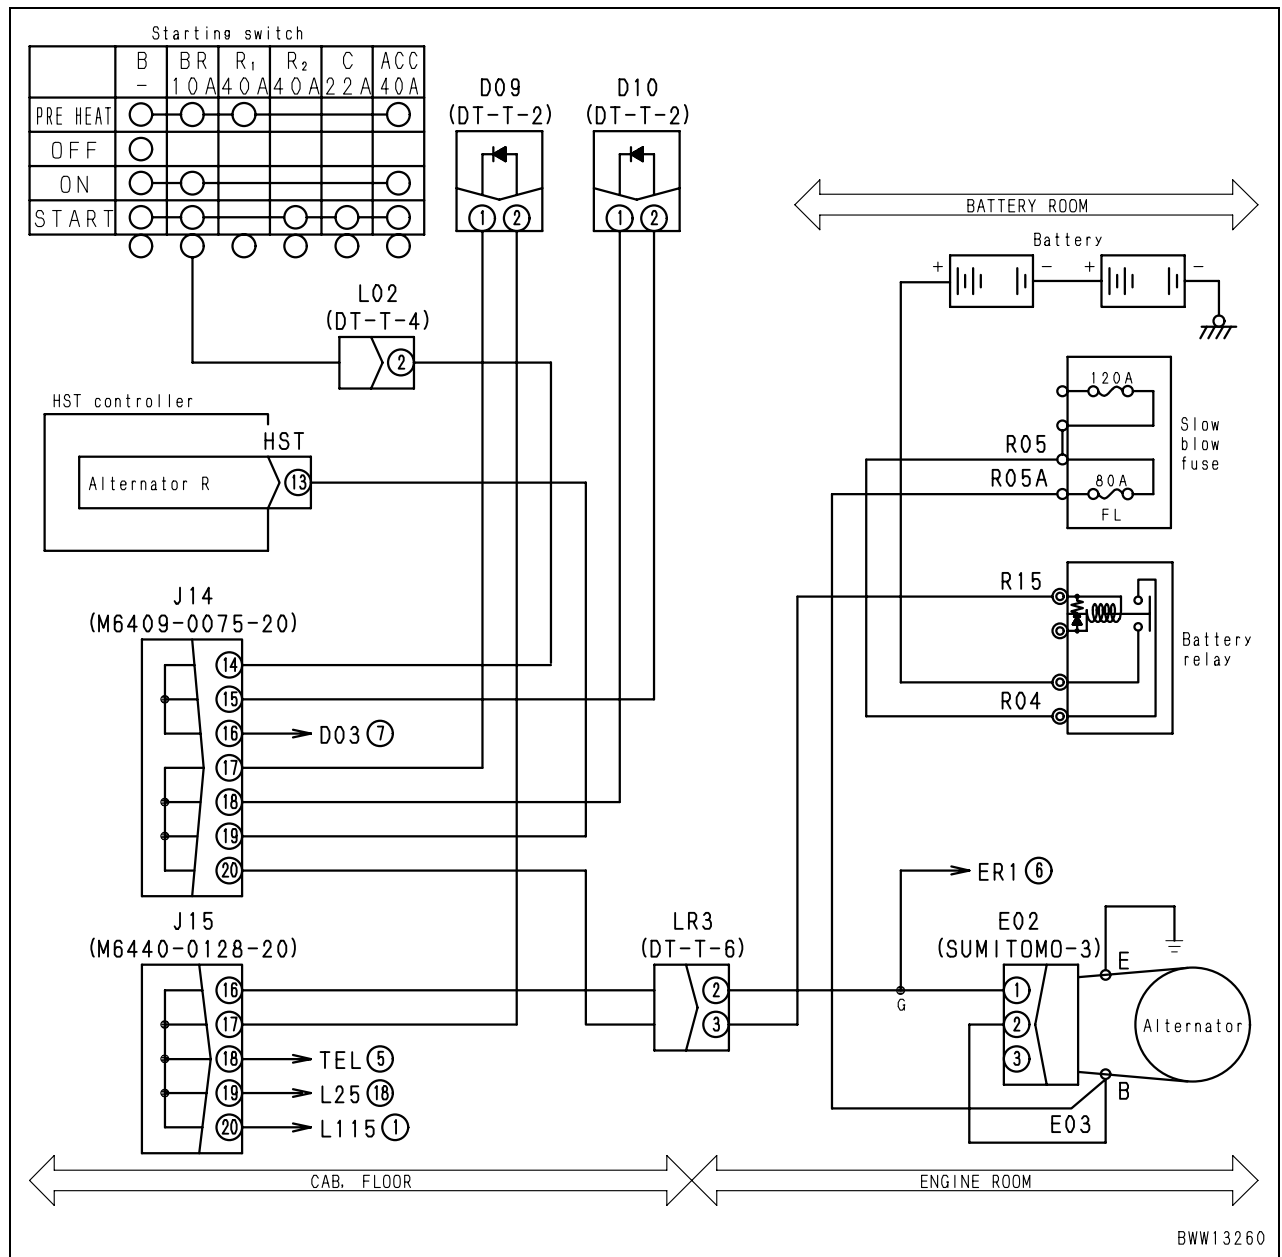 Starting switch
B BR R₁ R₂ C ACC
- 10A 40A 40A 22A 40A
PRE HEAT
OFF
ON
START
D09
(DT-T-2)
1 2
D10
(DT-T-2)
1 2
BATTERY ROOM
Battery
+ - + -
L02
(DT-T-4)
2
HST controller
HST
Alternator R
13
120A
R05
R05A
80A
FL
Slow
blow
fuse
R15
R04
Battery
relay
J14
(M6409-0075-20)
14
15
16 D03 7
17
18
19
20
ER1 6
J15
(M6440-0128-20)
16
17
18 TEL 5
19 L25 18
20 L115 1
LR3
(DT-T-6)
2
3
G
E02
(SUMITOMO-3)
1
2
3
E
Alternator
B
E03
CAB. FLOOR
ENGINE ROOM
BWW13260